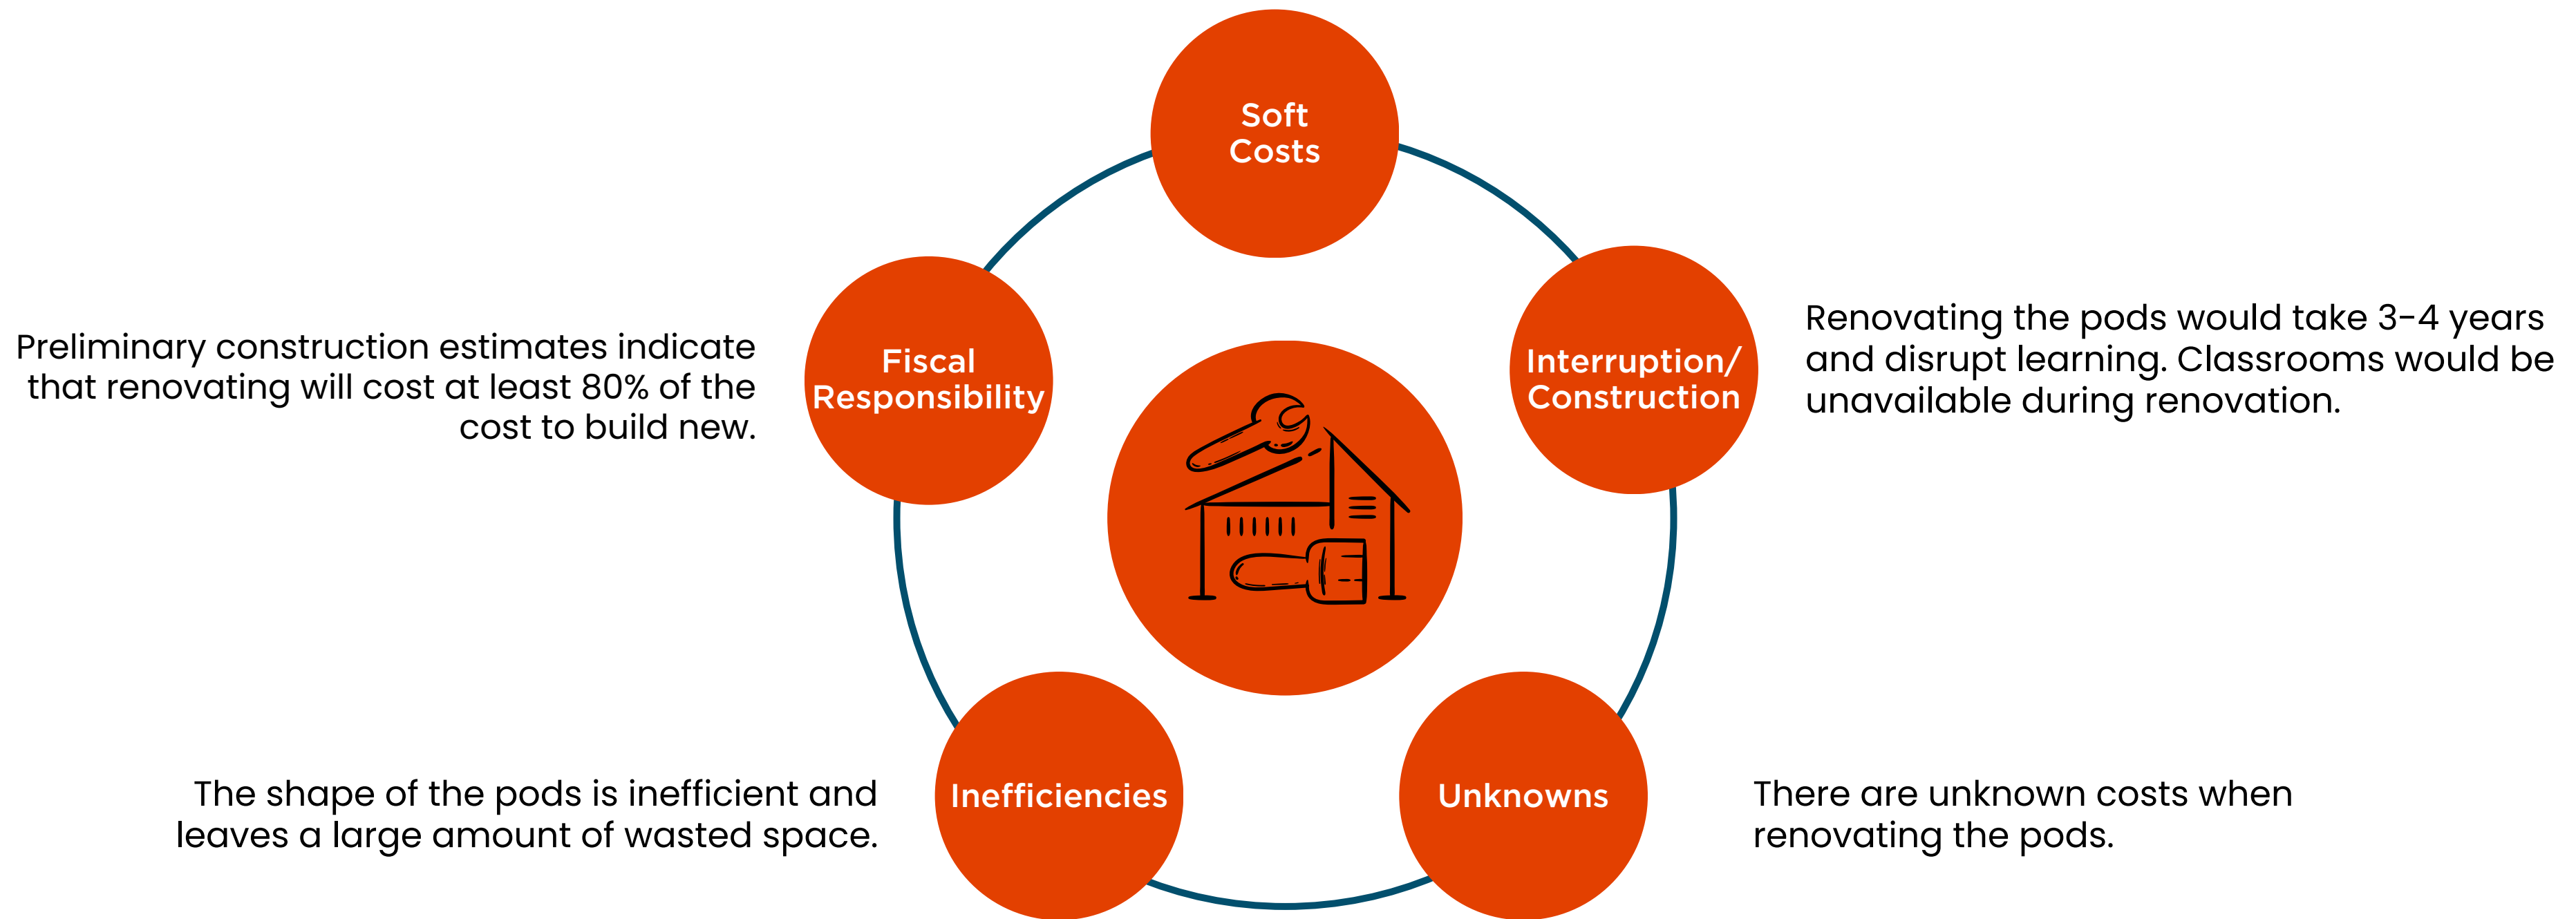 Soft
Costs
Fiscal
Responsibility
Preliminary construction estimates indicate
that renovating will cost at least 80% of the
cost to build new.
Interruption/
Construction
Renovating the pods would take 3-4 years
and disrupt learning. Classrooms would be
unavailable during renovation.
Inefficiencies
The shape of the pods is inefficient and
leaves a large amount of wasted space.
Unknowns
There are unknown costs when
renovating the pods.